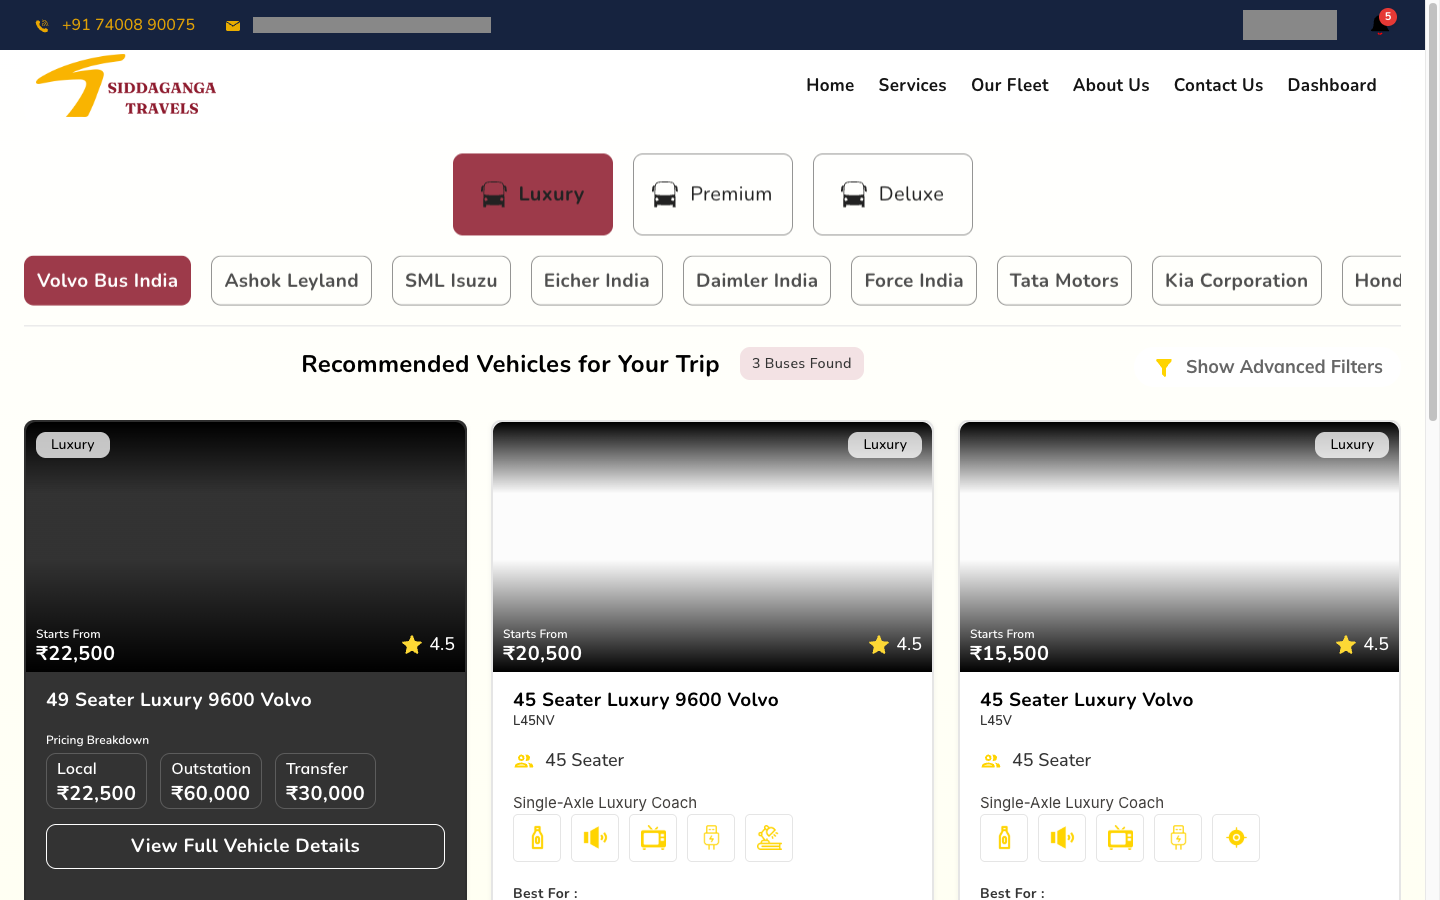 +91 74008 90075
5
SIDDAGANGA
TRAVELS
Home Services Our Fleet About Us Contact Us Dashboard
Luxury Premium Deluxe
Volvo Bus India Ashok Leyland SML Isuzu Eicher India Daimler India Force India Tata Motors Kia Corporation Hond
Recommended Vehicles for Your Trip 3 Buses Found Show Advanced Filters
Luxury
Starts From
₹22,500 4.5
49 Seater Luxury 9600 Volvo
Pricing Breakdown
Local Outstation Transfer
₹22,500 ₹60,000 ₹30,000
View Full Vehicle Details
Luxury
Starts From
₹20,500 4.5
45 Seater Luxury 9600 Volvo
L45NV
45 Seater
Single-Axle Luxury Coach
Best For :
Luxury
Starts From
₹15,500 4.5
45 Seater Luxury Volvo
L45V
45 Seater
Single-Axle Luxury Coach
Best For :